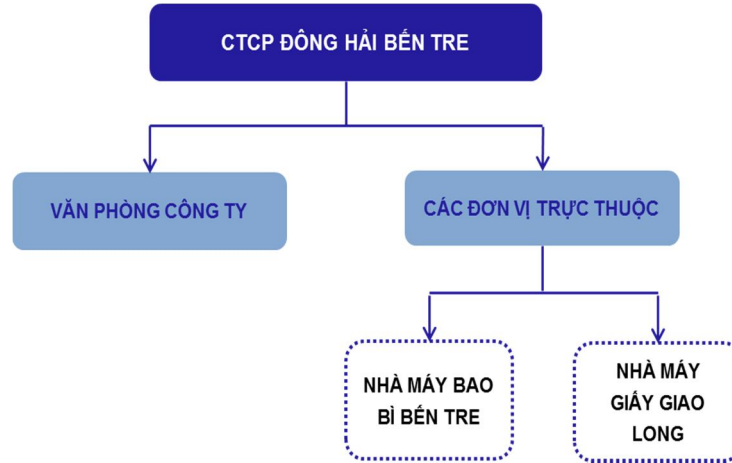 CTCP ĐÔNG HẢI BẾN TRE
VĂN PHÒNG CÔNG TY
CÁC ĐƠN VỊ TRỰC THUỘC
NHÀ MÁY BAO
BÌ BẾN TRE
NHÀ MÁY
GIẤY GIAO
LONG